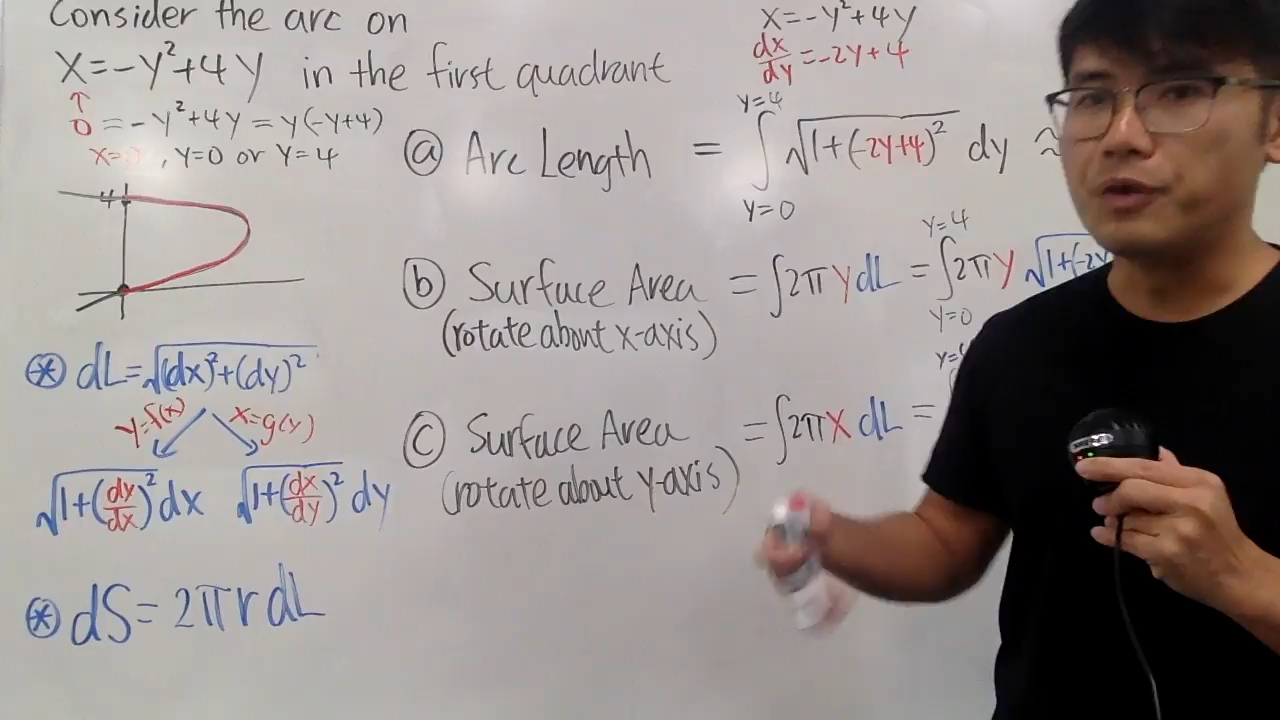 Consider the arc on
x=-y²+4y in the first quadrant
↑
0=-y²+4y=y(-y+4)
x=0, y=0 or y=4
4
x=-y²+4y
dx/dy=-2y+4
ⓐ Arc Length = ∫_{y=0}^{y=4} √(1+(-2y+4)²) dy ≈
ⓑ Surface Area = ∫2πy dL = ∫_{y=0}^{y=4} 2πy √1+(-2y
(rotate about x-axis)
ⓒ Surface Area = ∫2πx dL =
(rotate about y-axis)
⊛ dL=√((dx)²+(dy)²)
y=f(x) x=g(y)
√(1+(dy/dx)²) dx √(1+(dx/dy)²) dy
⊛ dS=2πr dL